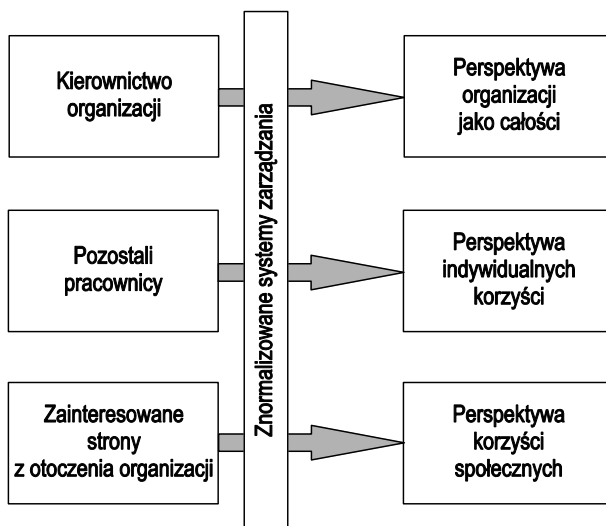 Kierownictwo
organizacji
Znormalizowane systemy zarządzania
Perspektywa
organizacji
jako całości
Pozostali
pracownicy
Perspektywa
indywidualnych
korzyści
Zainteresowane
strony
z otoczenia organizacji
Perspektywa
korzyści
społecznych